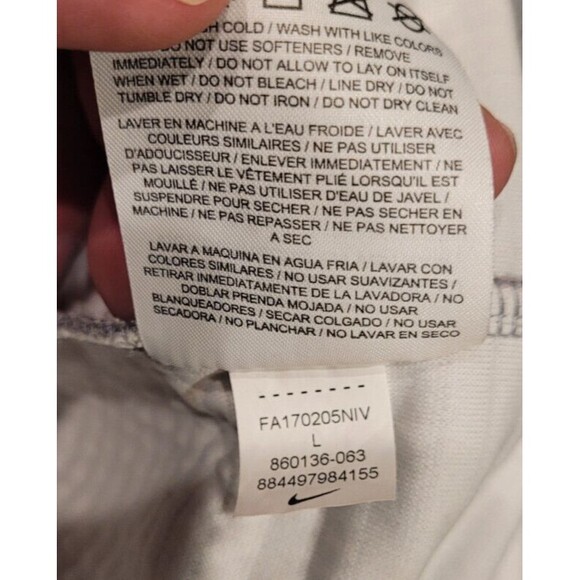 COLD / WASH WITH LIKE COLORS
DO NOT USE SOFTENERS / REMOVE
IMMEDIATELY / DO NOT ALLOW TO LAY ON ITSELF
WHEN WET / DO NOT BLEACH / LINE DRY / DO NOT
TUMBLE DRY / DO NOT IRON / DO NOT DRY CLEAN
LAVER EN MACHINE A L'EAU FROIDE / LAVER AVEC
COULEURS SIMILAIRES / NE PAS UTILISER
D'ADOUCISSEUR / ENLEVER IMMEDIATEMENT / NE
PAS LAISSER LE VÊTEMENT PLIÉ LORSQU'IL EST
MOUILLÉ / NE PAS UTILISER D'EAU DE JAVEL /
SUSPENDRE POUR SECHER / NE PAS SECHER EN
MACHINE / NE PAS REPASSER / NE PAS NETTOYER
A SEC
LAVAR A MAQUINA EN AGUA FRIA / LAVAR CON
COLORES SIMILARES / NO USAR SUAVIZANTES /
RETIRAR INMEDIATAMENTE DE LA LAVADORA / NO
DOBLAR PRENDA MOJADA / NO USAR
BLANQUEADORES / SECAR COLGADO / NO USAR
SECADORA / NO PLANCHAR / NO LAVAR EN SECO
--------
FA170205NIV
L
860136-063
884497984155